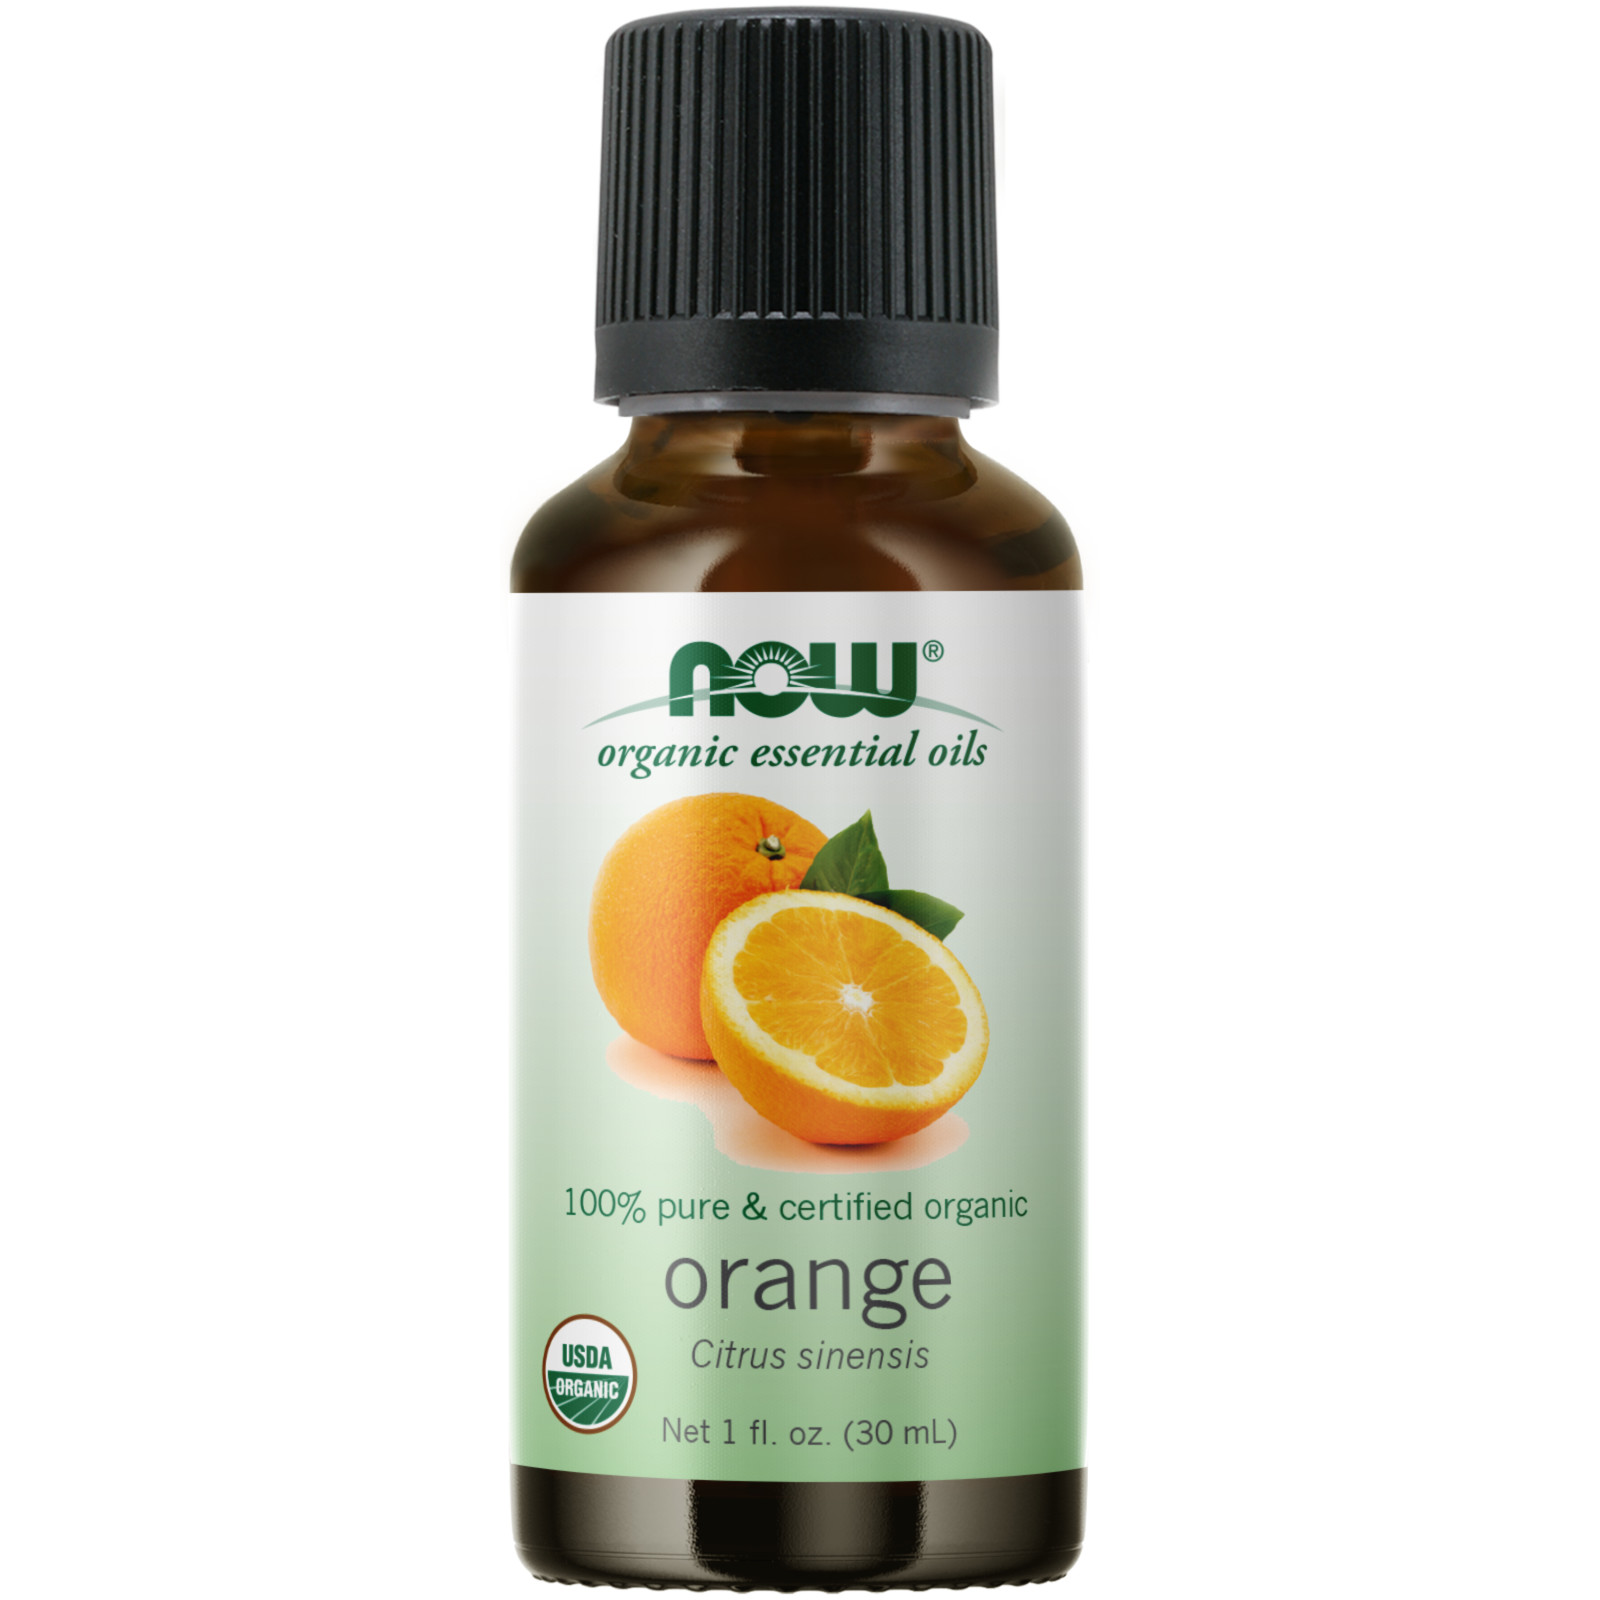 now®
organic essential oils
100% pure & certified organic
orange
Citrus sinensis
USDA
ORGANIC
Net 1 fl. oz. (30 mL)